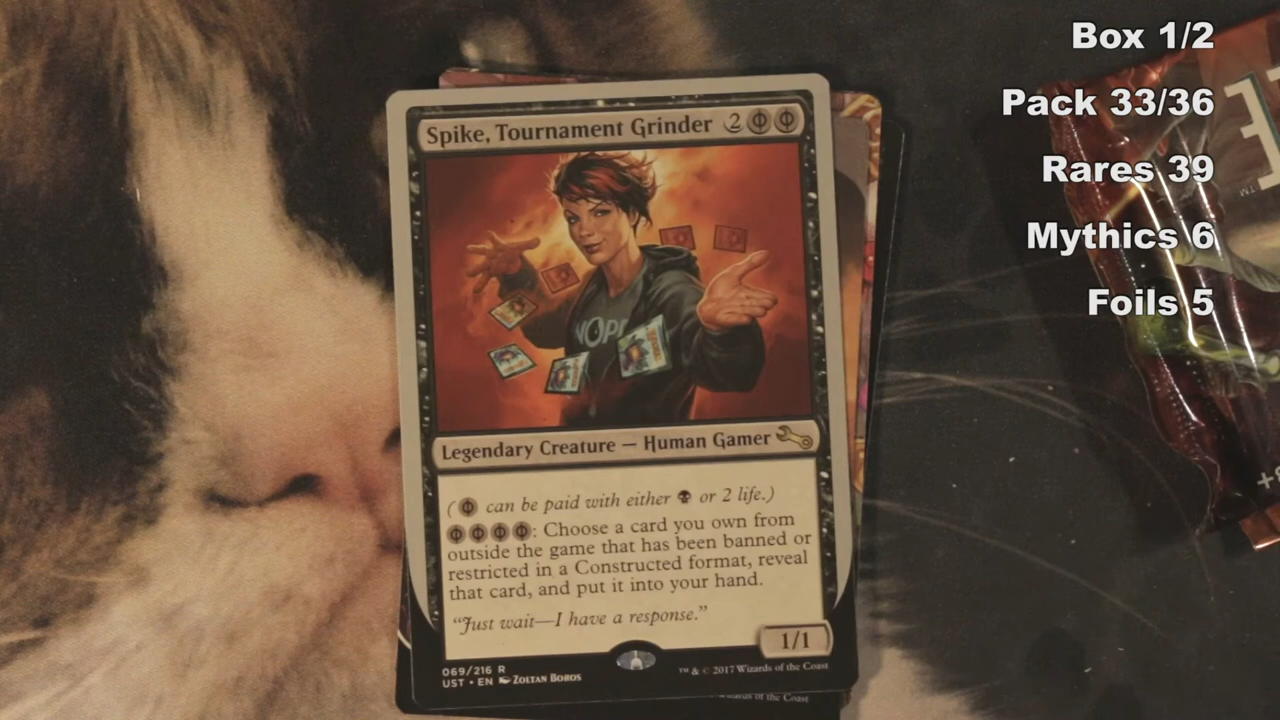 Box 1/2
Pack 33/36
Rares 39
Mythics 6
Foils 5
Spike, Tournament Grinder 2
Legendary Creature — Human Gamer
( can be paid with either or 2 life.)
: Choose a card you own from
outside the game that has been banned or
restricted in a Constructed format, reveal
that card, and put it into your hand.
“Just wait—I have a response.”
1/1
069/216 R
UST • EN ZOLTAN BOROS
™ & © 2017 Wizards of the Coast
of the Coast